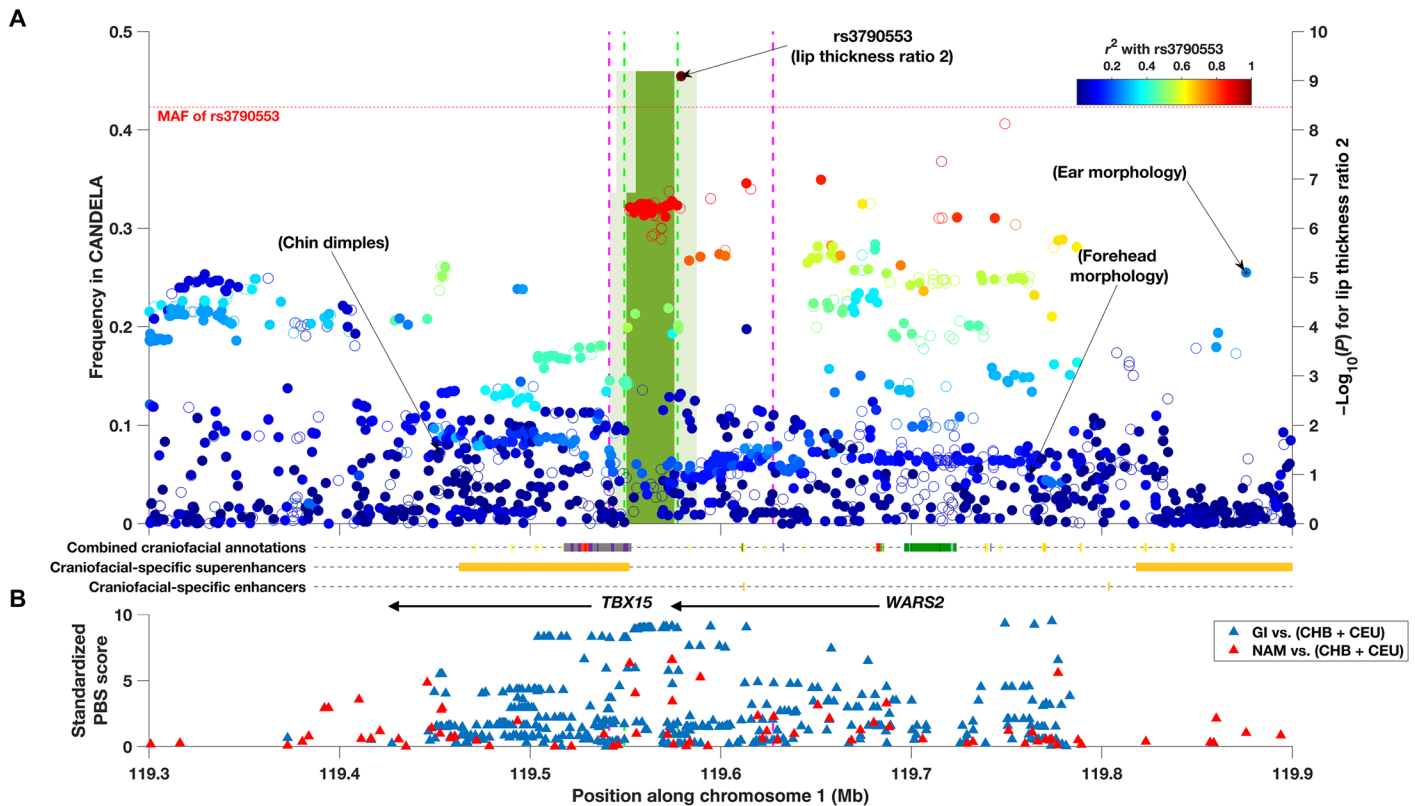 A
rs3790553
(lip thickness ratio 2)
r² with rs3790553
0.2 0.4 0.6 0.8 1
MAF of rs3790553
(Chin dimples)
(Ear morphology)
(Forehead
morphology)
Frequency in CANDELA
0.5
0.4
0.3
0.2
0.1
0
–Log₁₀(P) for lip thickness ratio 2
10
9
8
7
6
5
4
3
2
1
0
Combined craniofacial annotations
Craniofacial-specific superenhancers
Craniofacial-specific enhancers
B
TBX15
WARS2
Standardized
PBS score
10
5
0
GI vs. (CHB + CEU)
NAM vs. (CHB + CEU)
119.3 119.4 119.5 119.6 119.7 119.8 119.9
Position along chromosome 1 (Mb)